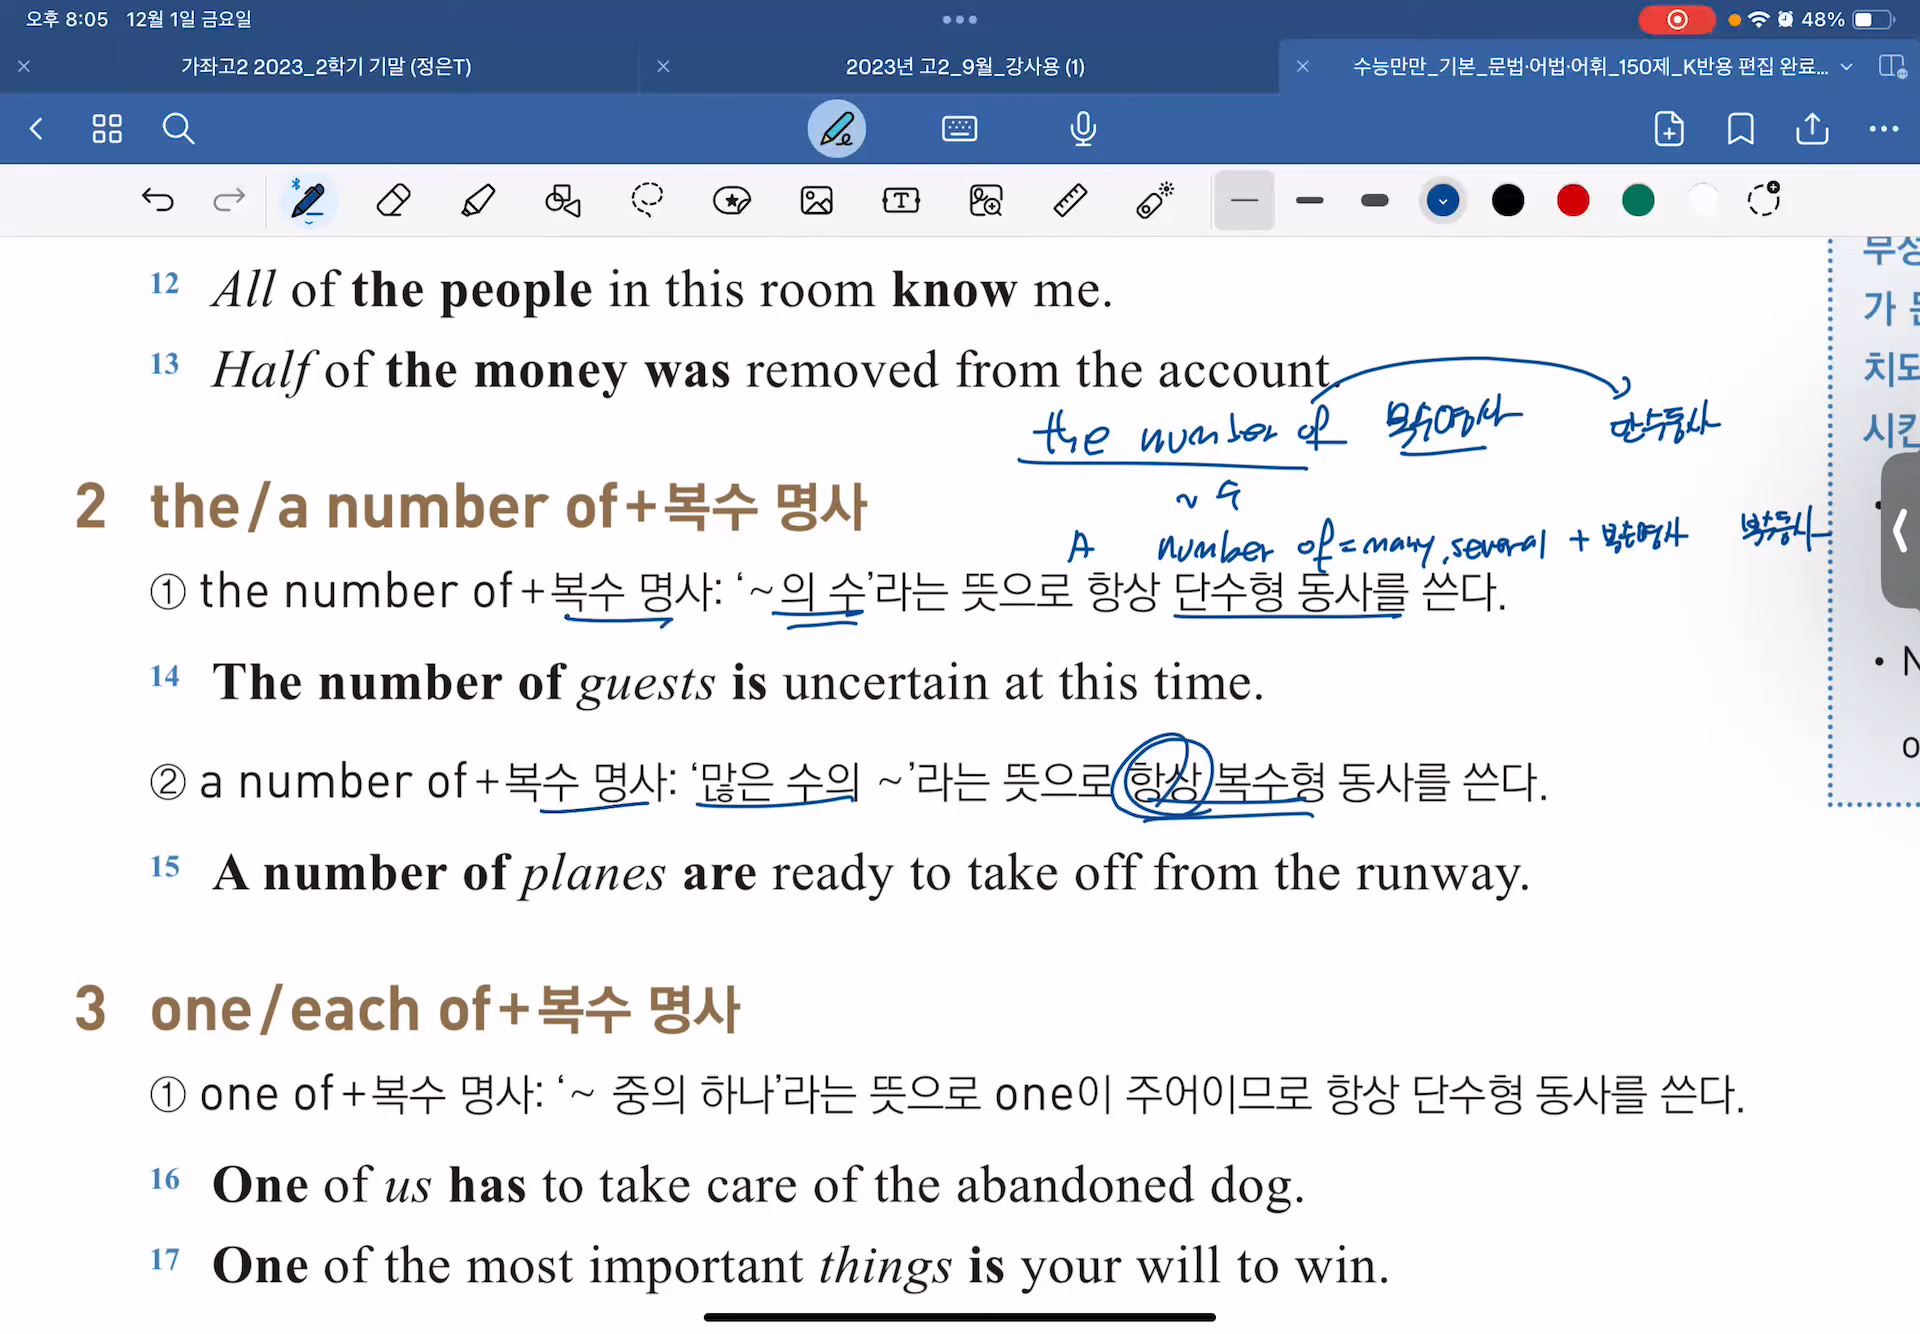 오후 8:05 12월 1일 금요일
48%
가좌고2 2023_2학기 기말 (정은T)
2023년 고2_9월_강사용 (1)
수능만만_기본_문법·어법·어휘_150제_K반용 편집 완료...
12 All of the people in this room know me.
13 Half of the money was removed from the account.
the number of 복수명사 단수동사
~ 수
2 the/a number of+복수 명사
A number of = many, several + 복수명사 복수동사
① the number of+복수 명사: ‘~의 수’라는 뜻으로 항상 단수형 동사를 쓴다.
14 The number of guests is uncertain at this time.
② a number of+복수 명사: ‘많은 수의 ~’라는 뜻으로 항상 복수형 동사를 쓴다.
15 A number of planes are ready to take off from the runway.
3 one/each of+복수 명사
① one of+복수 명사: ‘~ 중의 하나’라는 뜻으로 one이 주어이므로 항상 단수형 동사를 쓴다.
16 One of us has to take care of the abandoned dog.
17 One of the most important things is your will to win.
가
치되
시킨
• N
o